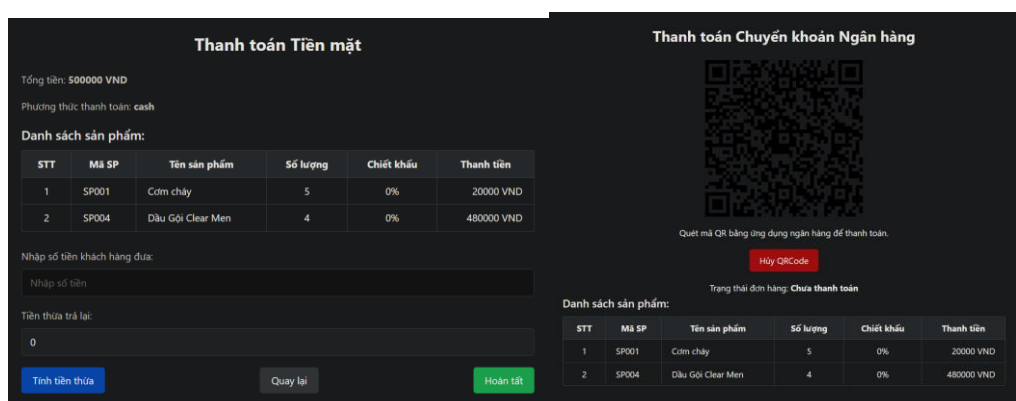 Thanh toán Tiền mặt
Tổng tiền: 500000 VND
Phương thức thanh toán: cash
Danh sách sản phẩm:
STT Mã SP Tên sản phẩm Số lượng Chiết khấu Thanh tiền
1 SP001 Cơm cháy 5 0% 20000 VND
2 SP004 Dầu Gội Clear Men 4 0% 480000 VND
Nhập số tiền khách hàng đưa:
Nhập số tiền
Tiền thừa trả lại:
0
Tính tiền thừa Quay lại Hoàn tất
Thanh toán Chuyển khoản Ngân hàng
Quét mã QR bằng ứng dụng ngân hàng để thanh toán.
Hủy QRCode
Trạng thái đơn hàng: Chưa thanh toán
Danh sách sản phẩm:
STT Mã SP Tên sản phẩm Số lượng Chiết khấu Thanh tiền
1 SP001 Cơm cháy 5 0% 20000 VND
2 SP004 Dầu Gội Clear Men 4 0% 480000 VND